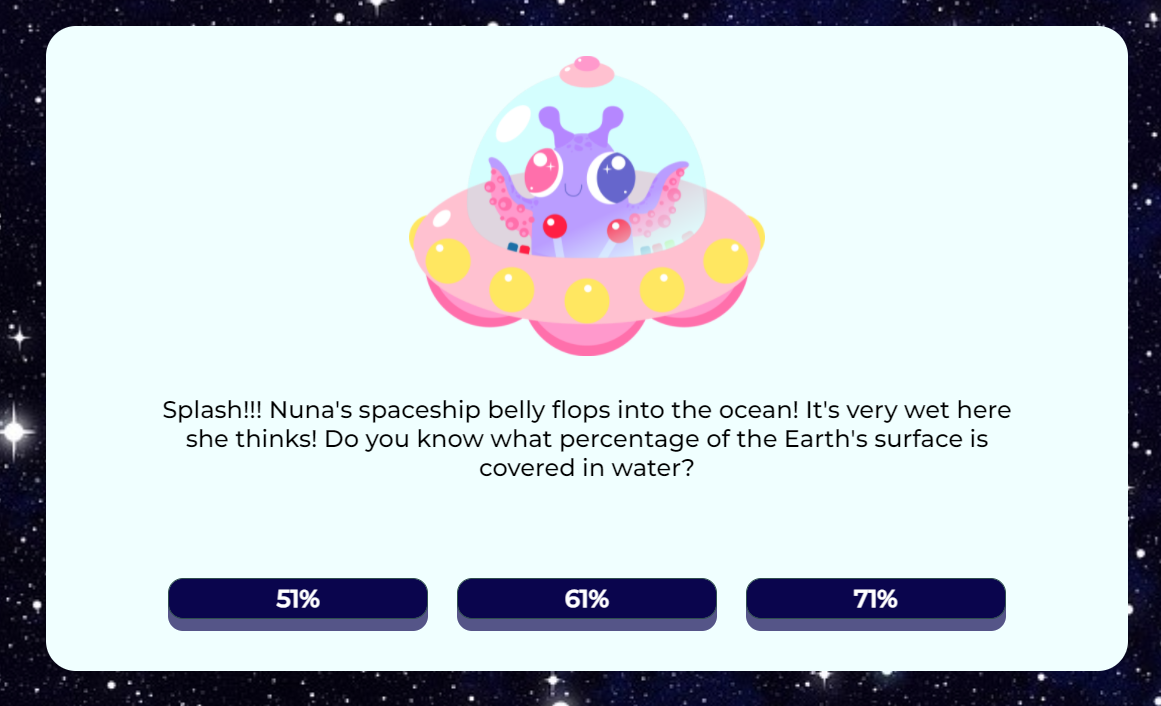 Splash!!! Nuna's spaceship belly flops into the ocean! It's very wet here
she thinks! Do you know what percentage of the Earth's surface is
covered in water?
51%
61%
71%